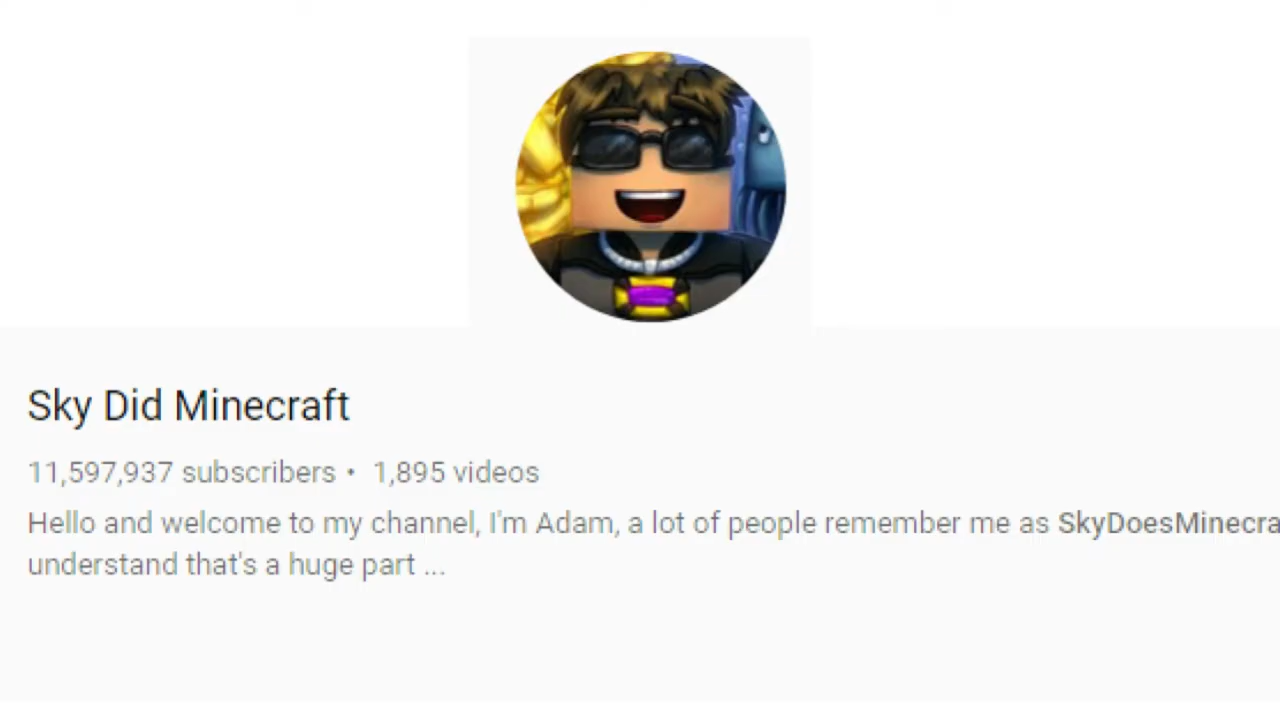 Sky Did Minecraft
11,597,937 subscribers • 1,895 videos
Hello and welcome to my channel, I'm Adam, a lot of people remember me as SkyDoesMinecra
understand that's a huge part ...